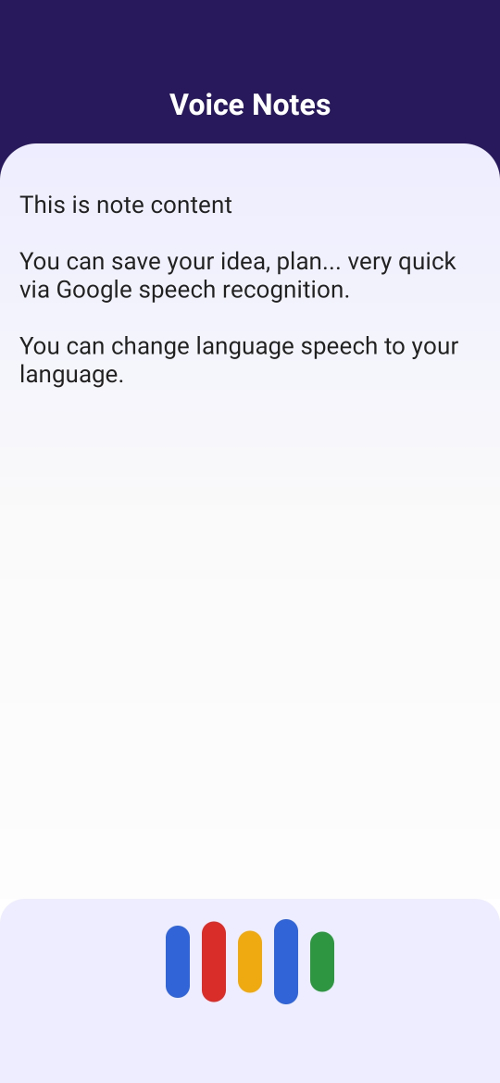 Voice Notes
This is note content
You can save your idea, plan... very quick
via Google speech recognition.
You can change language speech to your
language.